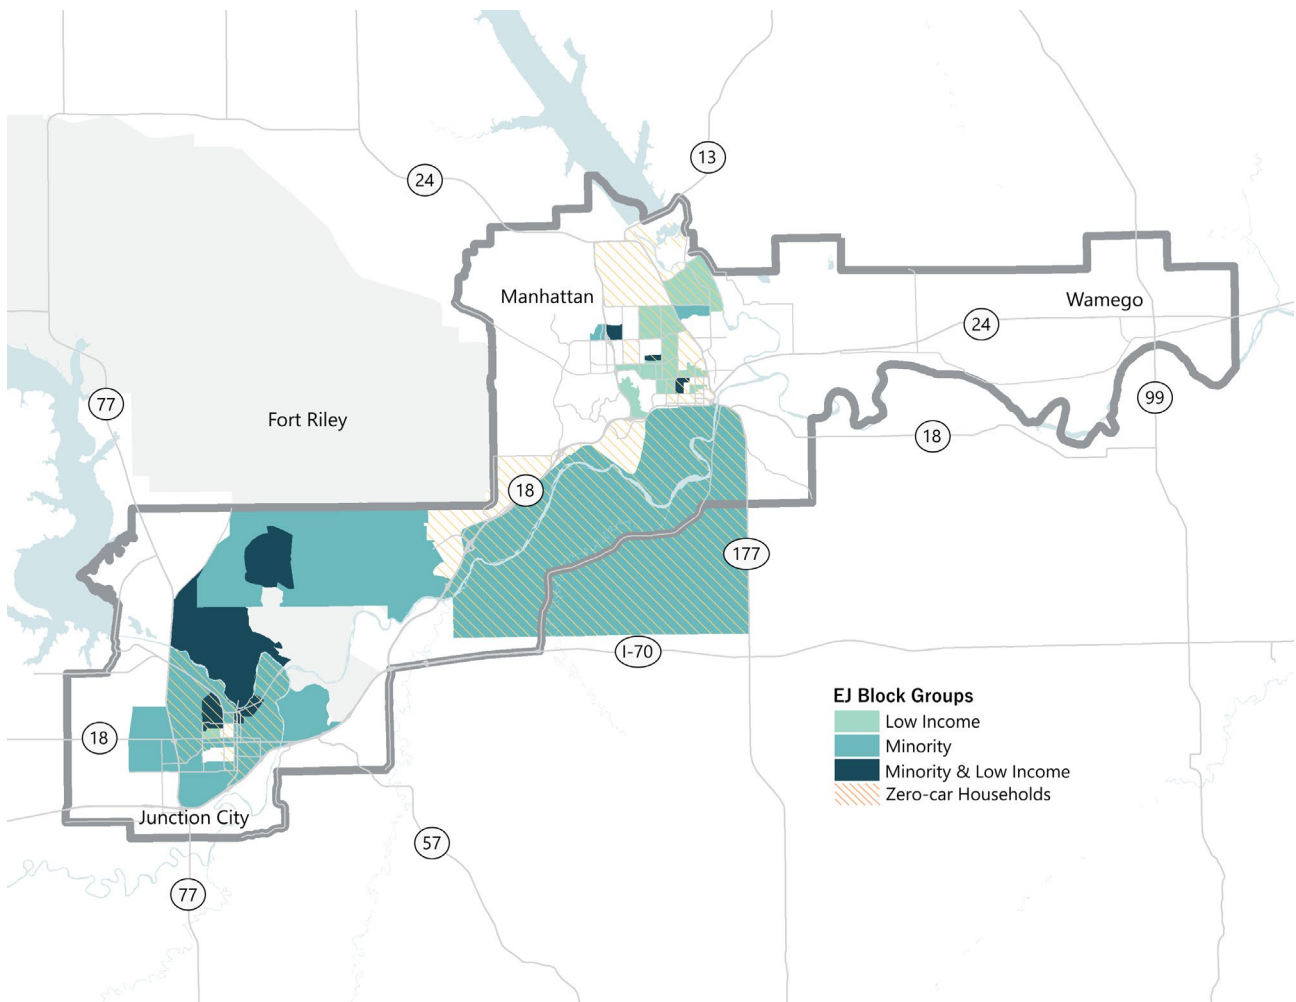 13
24
Manhattan
Wamego
24
77
99
Fort Riley
18
18
177
I-70
EJ Block Groups
Low Income
18
Minority
Minority & Low Income
Zero-car Households
Junction City
57
77